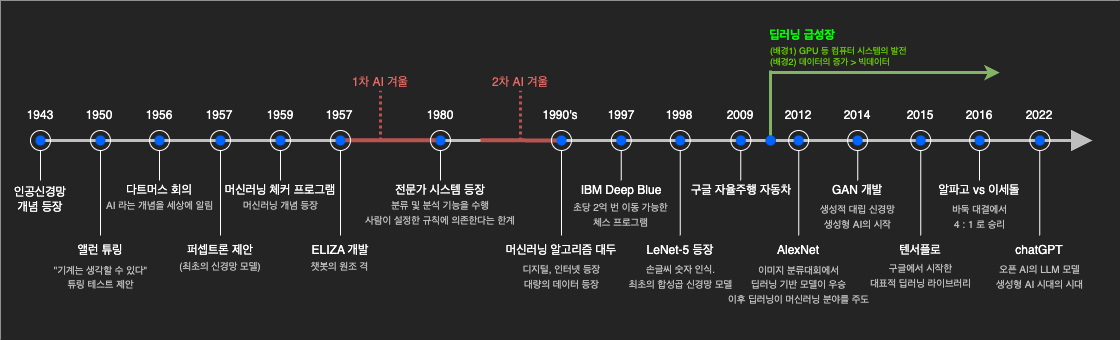 딥러닝 급성장
(배경1) GPU 등 컴퓨터 시스템의 발전
(배경2) 데이터의 증가 > 빅데이터
1차 AI 겨울
2차 AI 겨울
1943
1950
1956
1957
1959
1957
1980
1990's
1997
1998
2009
2012
2014
2015
2016
2022
인공신경망
개념 등장
다트머스 회의
AI 라는 개념을 세상에 알림
머신러닝 체커 프로그램
머신러닝 개념 등장
전문가 시스템 등장
분류 및 분석 기능을 수행
사람이 설정한 규칙에 의존한다는 한계
IBM Deep Blue
초당 2억 번 이동 가능한
체스 프로그램
구글 자율주행 자동차
GAN 개발
생성적 대립 신경망
생성형 AI의 시작
알파고 vs 이세돌
바둑 대결에서
4 : 1 로 승리
앨런 튜링
"기계는 생각할 수 있다"
튜링 테스트 제안
퍼셉트론 제안
(최초의 신경망 모델)
ELIZA 개발
챗봇의 원조 격
머신러닝 알고리즘 대두
디지털, 인터넷 등장
대량의 데이터 등장
LeNet-5 등장
손글씨 숫자 인식.
최초의 합성곱 신경망 모델
AlexNet
이미지 분류대회에서
딥러닝 기반 모델이 우승
이후 딥러닝이 머신러닝 분야를 주도
텐서플로
구글에서 시작한
대표적 딥러닝 라이브러리
chatGPT
오픈 AI의 LLM 모델
생성형 AI 시대의 시대